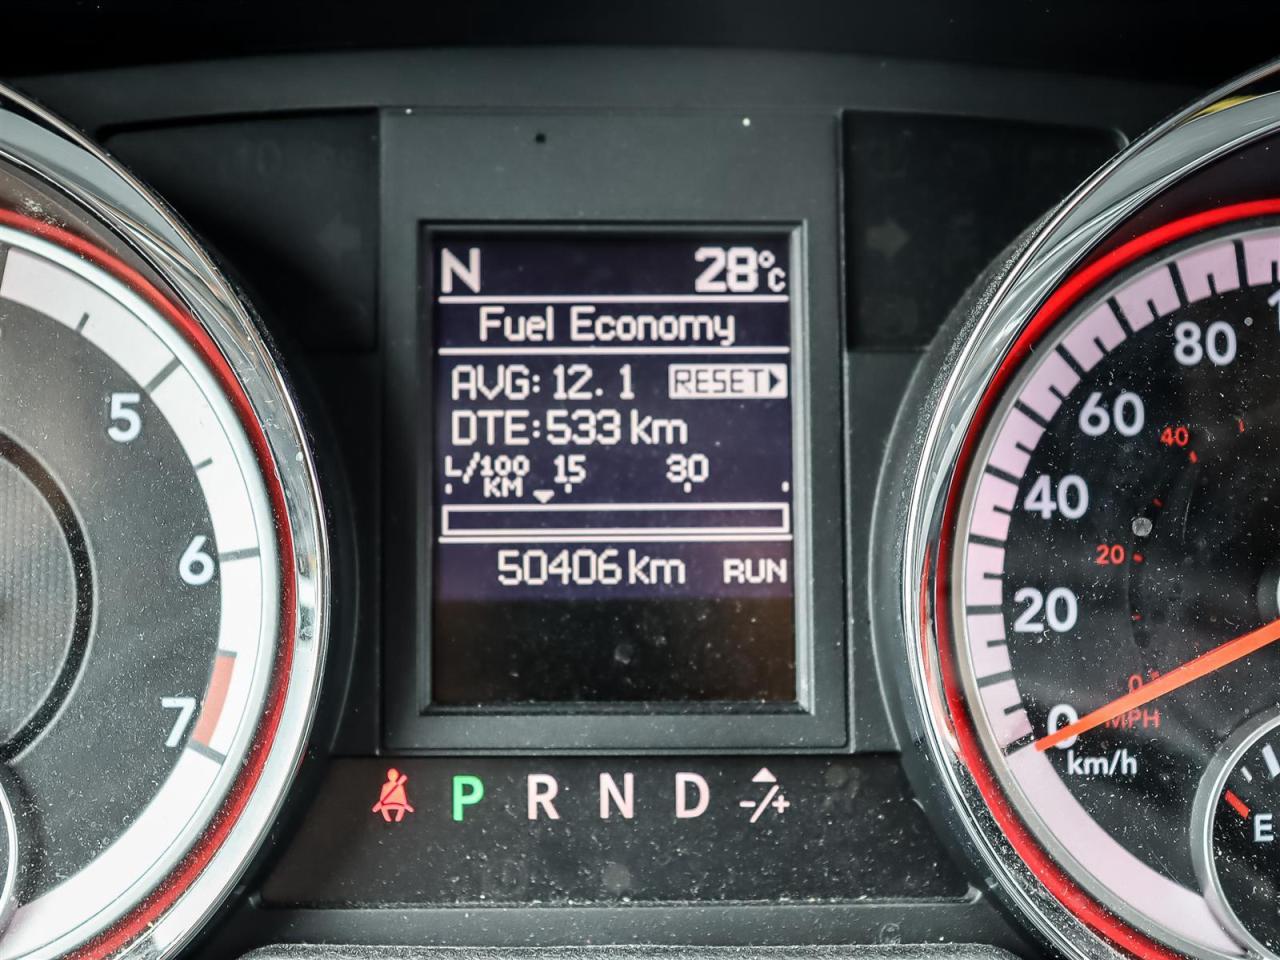 N 28°C
Fuel Economy
AVG: 12.1 RESET
DTE:533 km
L/100 KM 15 30
50406 km RUN
P R N D -/+
5
6
7
80
60
40
20
0
km/h
40
20
0
MPH
E